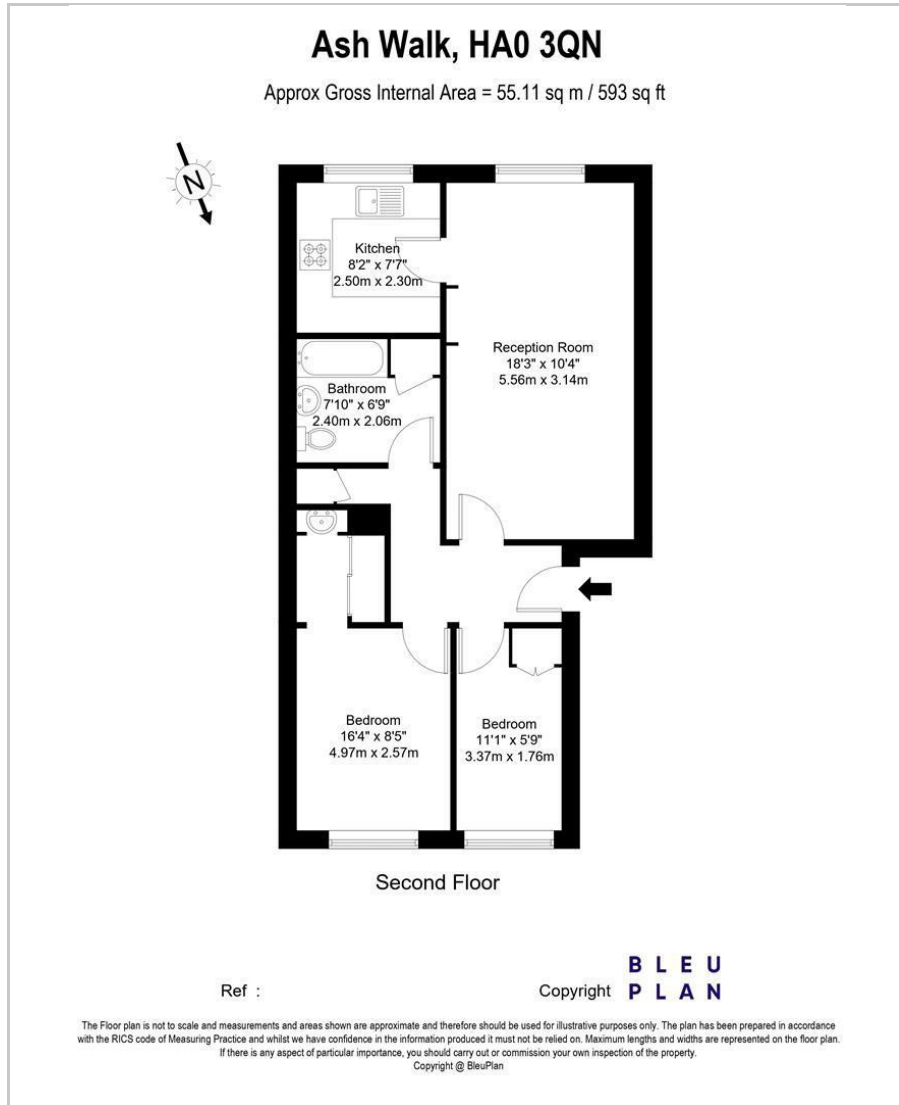 Ash Walk, HA0 3QN
Approx Gross Internal Area = 55.11 sq m / 593 sq ft
N
Kitchen
8'2" x 7'7"
2.50m x 2.30m
Reception Room
18'3" x 10'4"
5.56m x 3.14m
Bathroom
7'10" x 6'9"
2.40m x 2.06m
Bedroom
16'4" x 8'5"
4.97m x 2.57m
Bedroom
11'1" x 5'9"
3.37m x 1.76m
Second Floor
Ref :
Copyright
BLEU
PLAN
The Floor plan is not to scale and measurements and areas shown are approximate and therefore should be used for illustrative purposes only. The plan has been prepared in accordance
with the RICS code of Measuring Practice and whilst we have confidence in the information produced it must not be relied on. Maximum lengths and widths are represented on the floor plan.
If there is any aspect of particular importance, you should carry out or commission your own inspection of the property.
Copyright @ BleuPlan